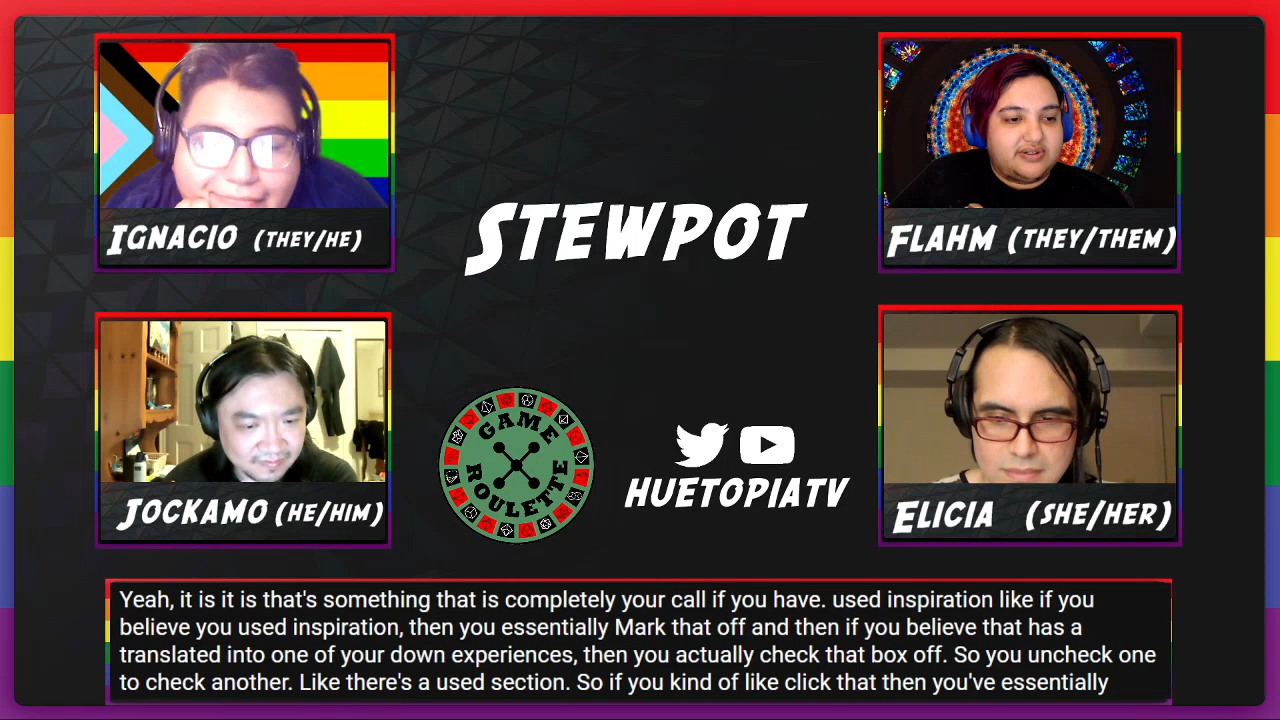 IGNACIO (THEY/HE)
FLAHM (THEY/THEM)
STEWPOT
JOCKAMO (HE/HIM)
GAME
ROULETTE
HUETOPIATV
ELICIA (SHE/HER)
Yeah, it is it is that's something that is completely your call if you have. used inspiration like if you
believe you used inspiration, then you essentially Mark that off and then if you believe that has a
translated into one of your down experiences, then you actually check that box off. So you uncheck one
to check another. Like there's a used section. So if you kind of like click that then you've essentially